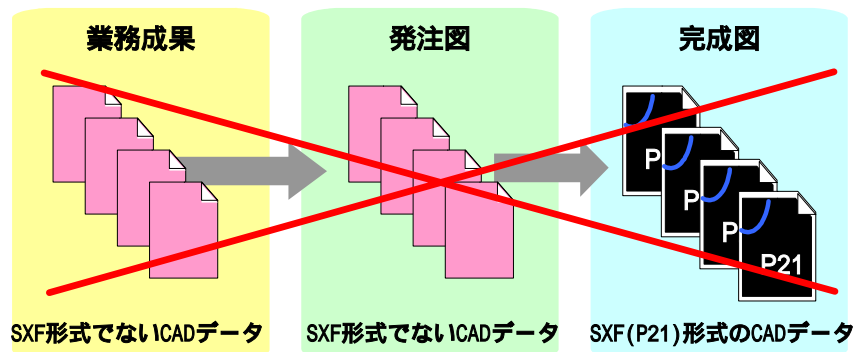 業務成果
発注図
完成図
P
P
P
P21
SXF形式でないCADデータ
SXF形式でないCADデータ
SXF(P21)形式のCADデータ